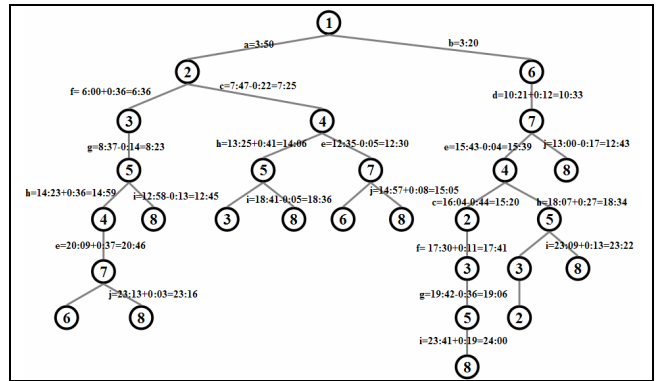 1
a=3:50
b=3:20
2
6
f= 6:00+0:36=6:36
c=7:47-0:22=7:25
d=10:21+0:12=10:33
3
4
7
g=8:37-0:14=8:23
h=13:25+0:41=14:06
e=12:35-0:05=12:30
e=15:43-0:04=15:39
j=13:00-0:17=12:43
5
5
7
4
8
h=14:23+0:36=14:59
i=12:58-0:13=12:45
i=18:41-0:05=18:36
j=14:57+0:08=15:05
c=16:04-0:44=15:20
h=18:07+0:27=18:34
4
8
3
8
6
8
2
5
e=20:09+0:37=20:46
f= 17:30+0:11=17:41
i=23:09+0:13=23:22
7
3
3
8
j=23:13+0:03=23:16
g=19:42-0:36=19:06
6
8
5
2
i=23:41+0:19=24:00
8